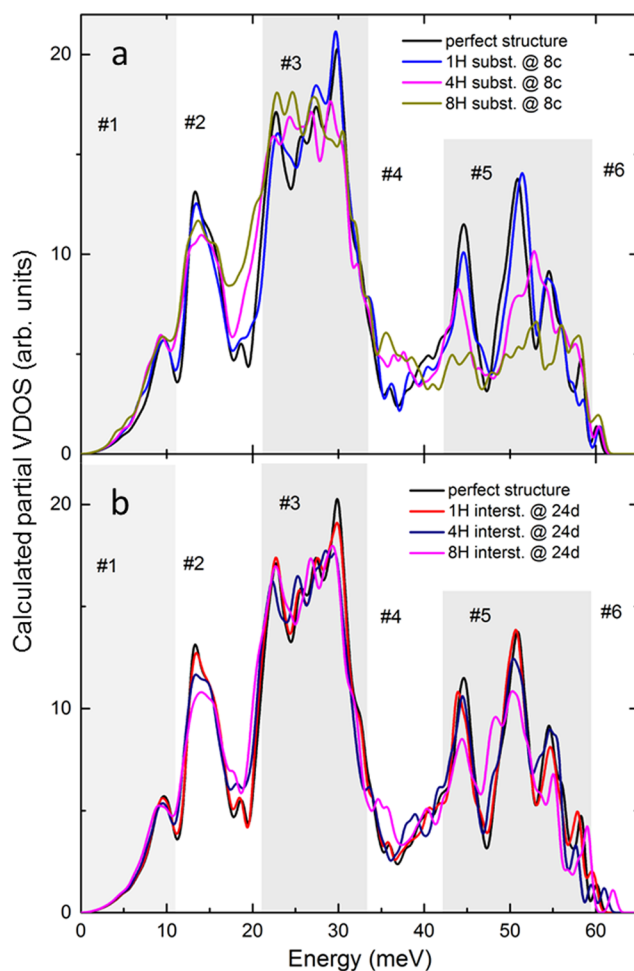 a
perfect structure
1H subst. @ 8c
4H subst. @ 8c
8H subst. @ 8c
#1
#2
#3
#4
#5
#6
20
10
0
Calculated partial VDOS (arb. units)
b
perfect structure
1H interst. @ 24d
4H interst. @ 24d
8H interst. @ 24d
#1
#2
#3
#4
#5
#6
20
10
0
0 10 20 30 40 50 60
Energy (meV)